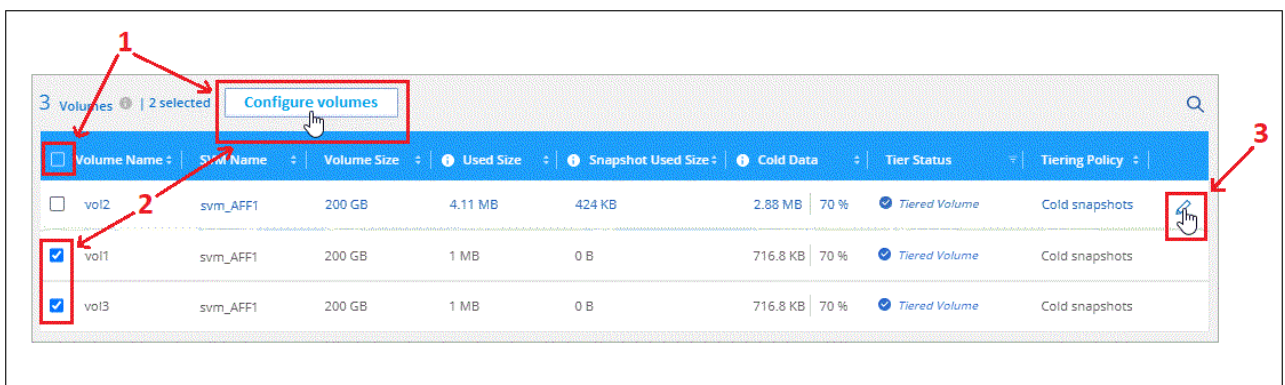 1
3 Volumes | 2 selected Configure volumes
3
Volume Name SVM Name Volume Size Used Size Snapshot Used Size Cold Data Tier Status Tiering Policy
2
vol2 svm_AFF1 200 GB 4.11 MB 424 KB 2.88 MB 70 % Tiered Volume Cold snapshots
vol1 svm_AFF1 200 GB 1 MB 0 B 716.8 KB 70 % Tiered Volume Cold snapshots
vol3 svm_AFF1 200 GB 1 MB 0 B 716.8 KB 70 % Tiered Volume Cold snapshots